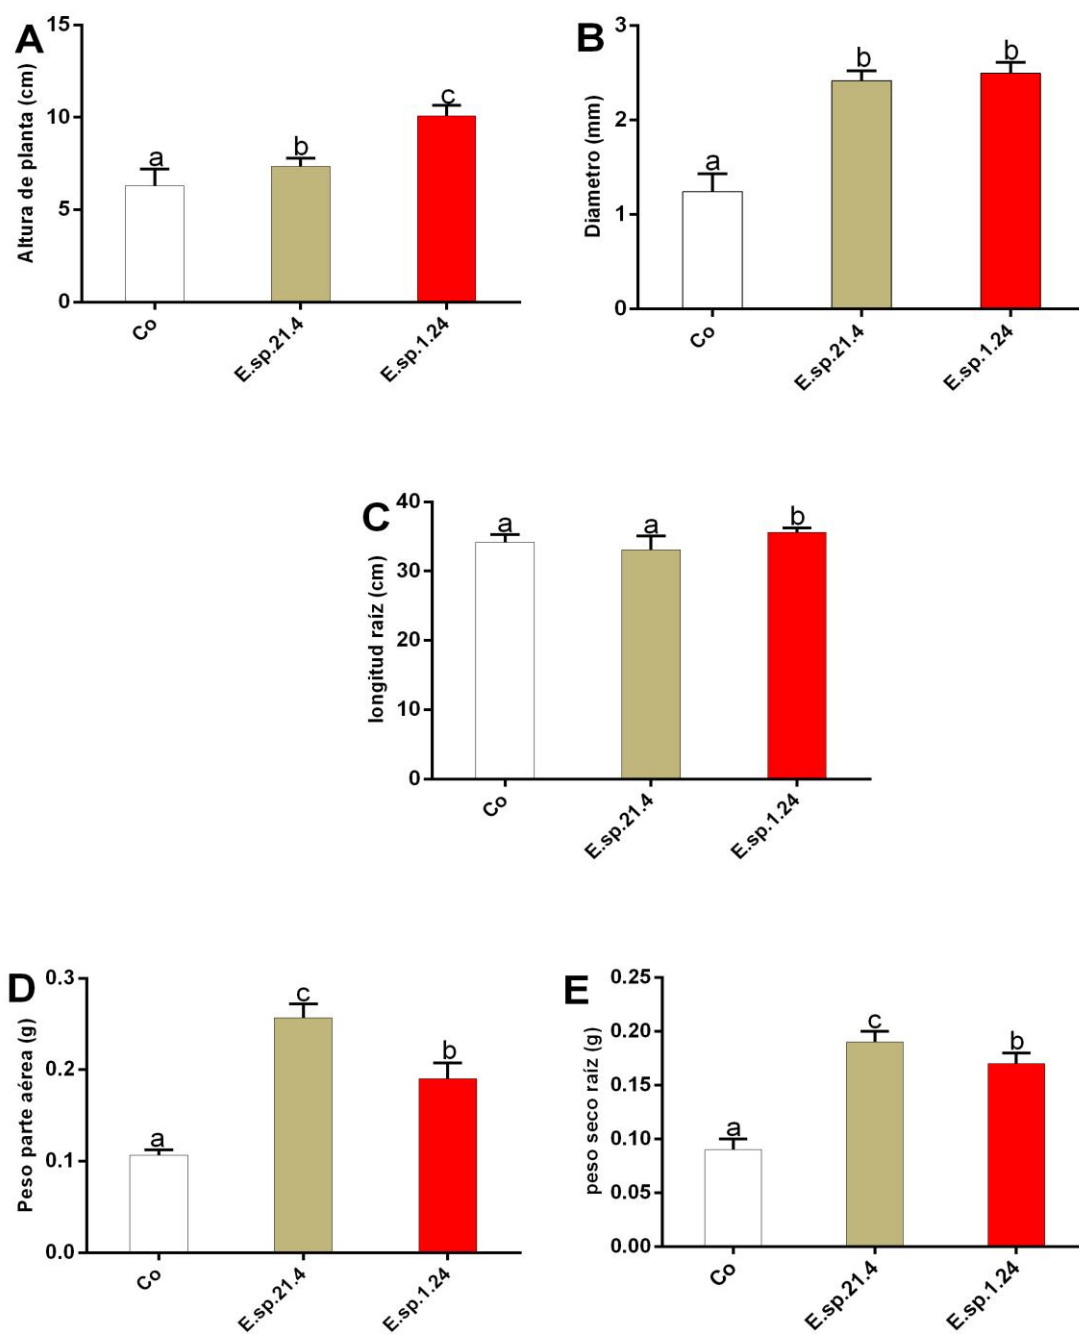 A
Altura de planta (cm)
15
10
5
0
a
b
c
Co
E.sp.21.4
E.sp.1.24
B
Diametro (mm)
3
2
1
0
a
b
b
Co
E.sp.21.4
E.sp.1.24
C
longitud raíz (cm)
40
30
20
10
0
a
a
b
Co
E.sp.21.4
E.sp.1.24
D
Peso parte aérea (g)
0.3
0.2
0.1
0.0
a
c
b
Co
E.sp.21.4
E.sp.1.24
E
peso seco raíz (g)
0.25
0.20
0.15
0.10
0.05
0.00
a
c
b
Co
E.sp.21.4
E.sp.1.24